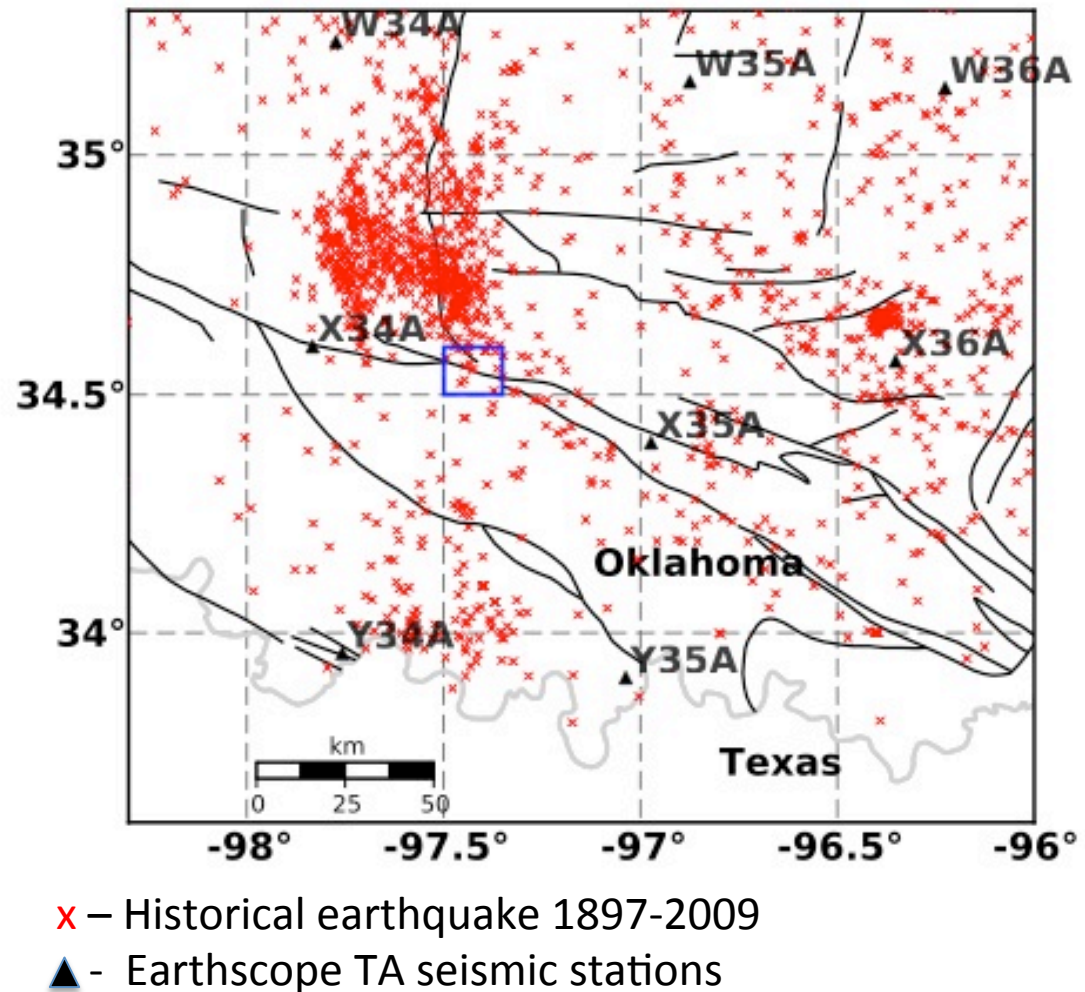 W34A
W35A
W36A
35°
X34A
X36A
34.5°
X35A
Oklahoma
34°
Y34A
Y35A
km
Texas
0 25 50
-98° -97.5° -97° -96.5° -96°
x – Historical earthquake 1897-2009
- Earthscope TA seismic stations